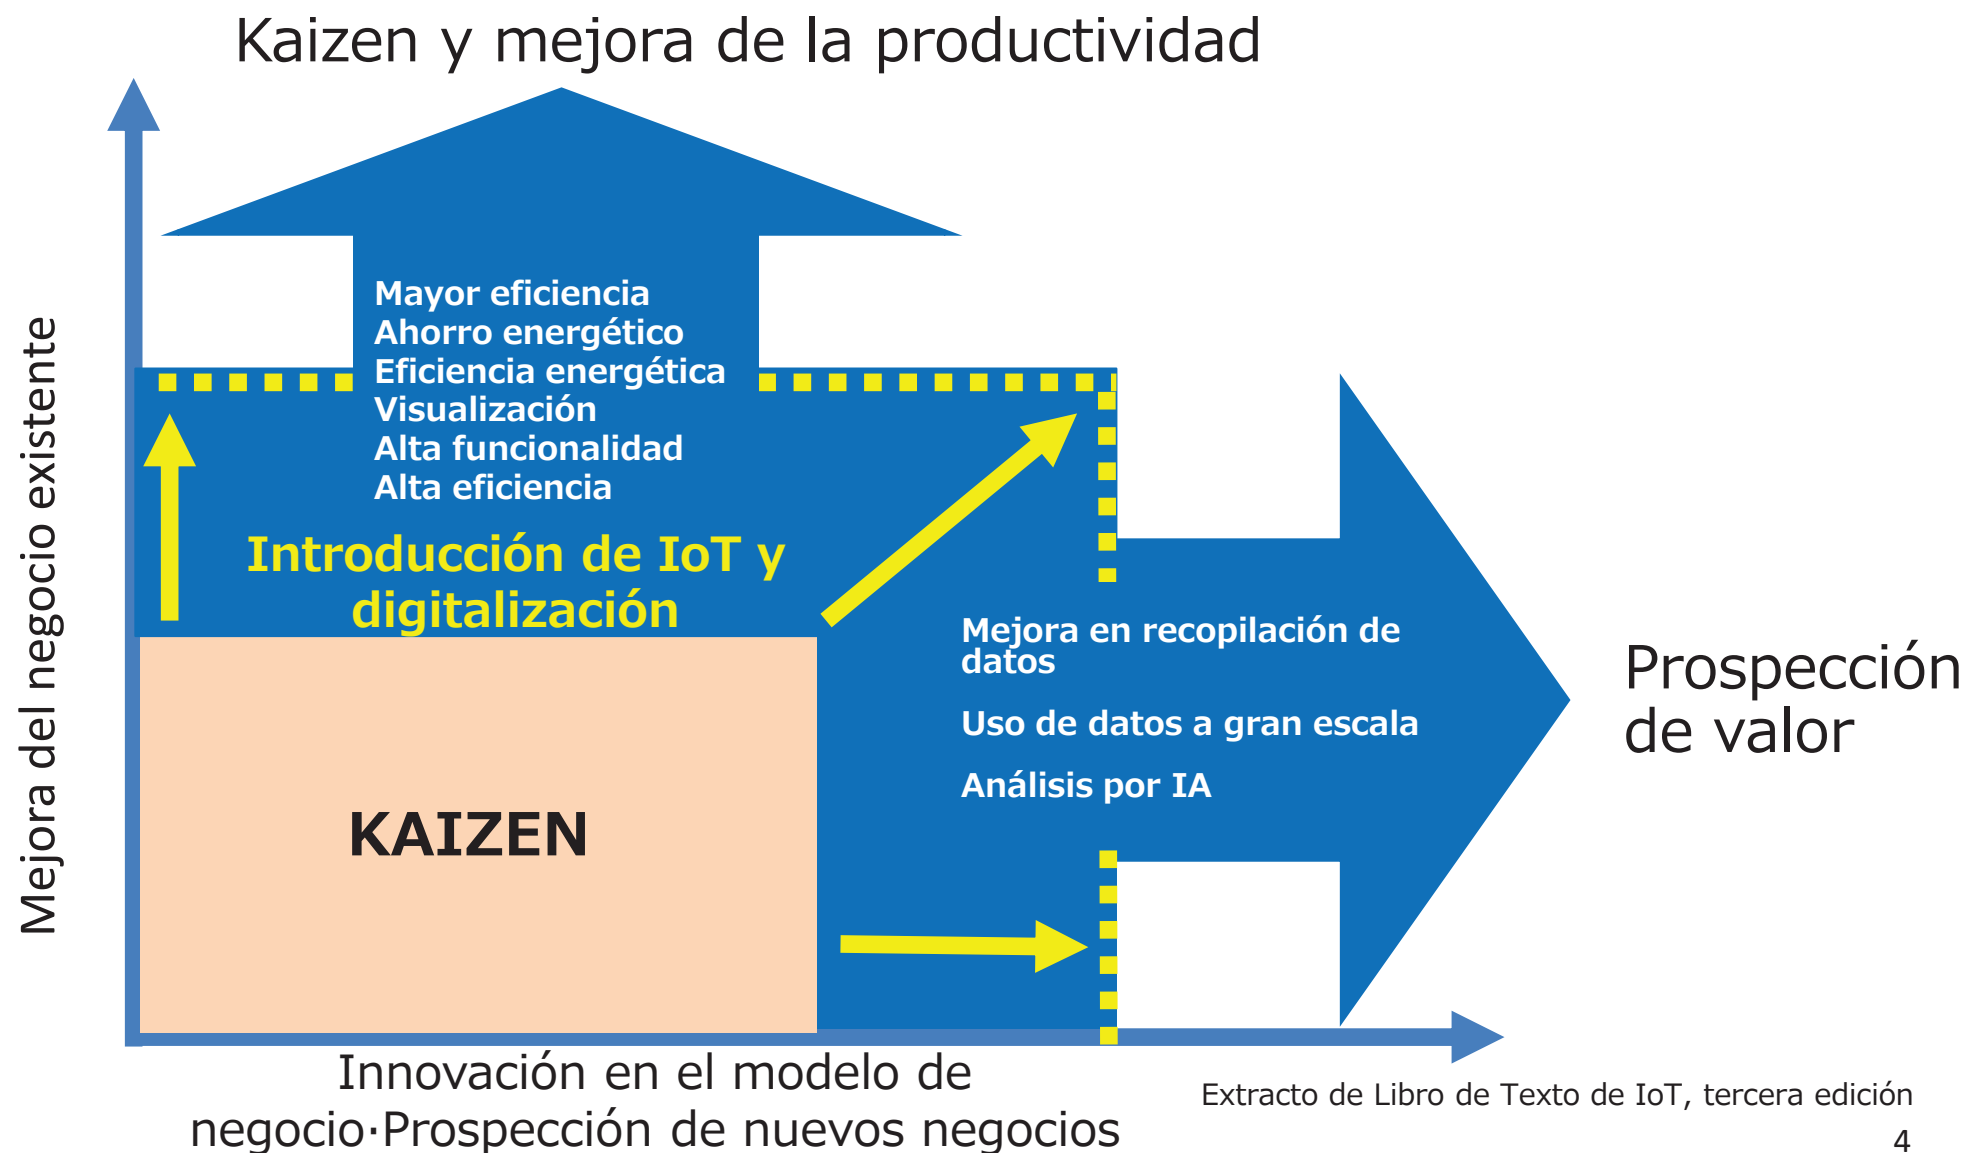 Kaizen y mejora de la productividad
Mejora del negocio existente
Mayor eficiencia
Ahorro energético
Eficiencia energética
Visualización
Alta funcionalidad
Alta eficiencia
Introducción de IoT y
digitalización
KAIZEN
Mejora en recopilación de
datos
Uso de datos a gran escala
Análisis por IA
Prospección
de valor
Innovación en el modelo de
negocio·Prospección de nuevos negocios
Extracto de Libro de Texto de IoT, tercera edición
4